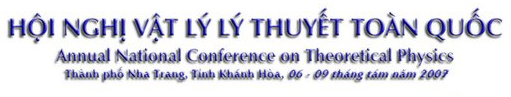 HỘI NGHỊ VẬT LÝ LÝ THUYẾT TOÀN QUỐC
Annual National Conference on Theoretical Physics
Thành phố Nha Trang, Tỉnh Khánh Hòa, 06 - 09 tháng tám năm 2007